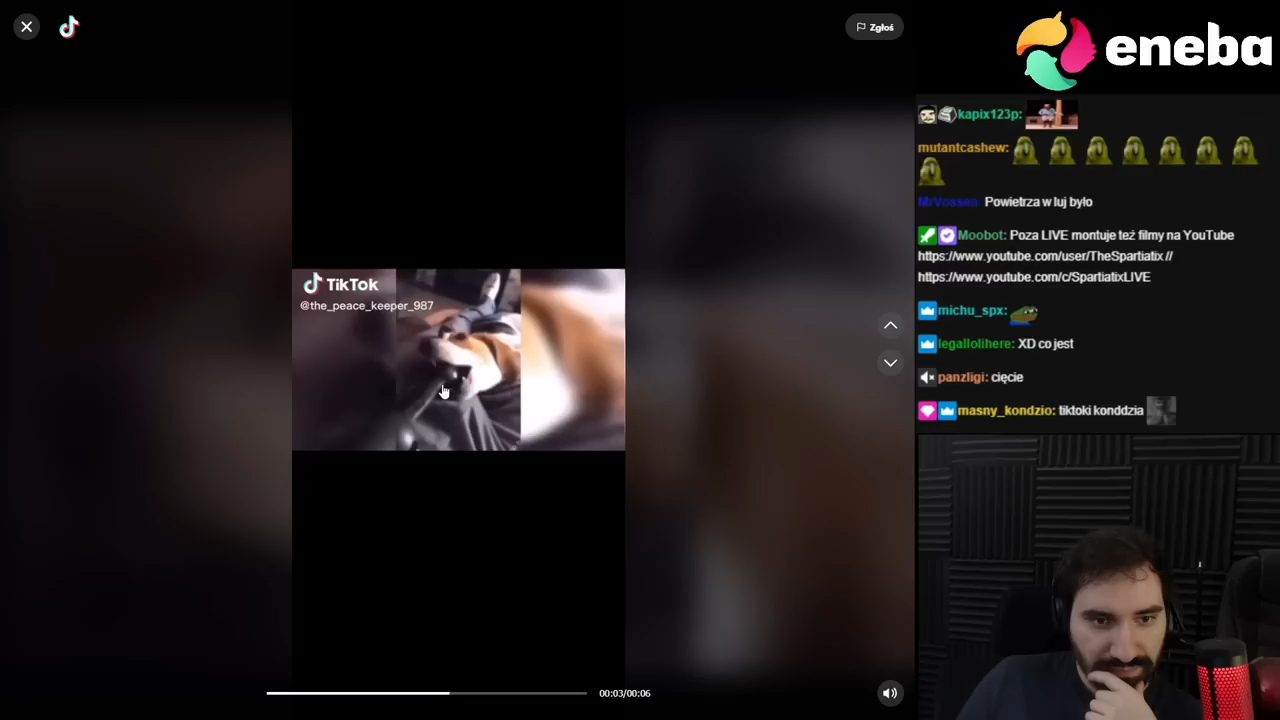 Zgłoś
eneba
TikTok
@the_peace_keeper_987
00:03/00:06
kapix123p:
mutantcashew:
MrVossen: Powietrza w luj było
Moobot: Poza LIVE montuje też filmy na YouTube
https://www.youtube.com/user/TheSpartiatix //
https://www.youtube.com/c/SpartiatixLIVE
michu_spx:
legallolihere: XD co jest
panzligi: cięcie
masny_kondzio: tiktoki konddzia